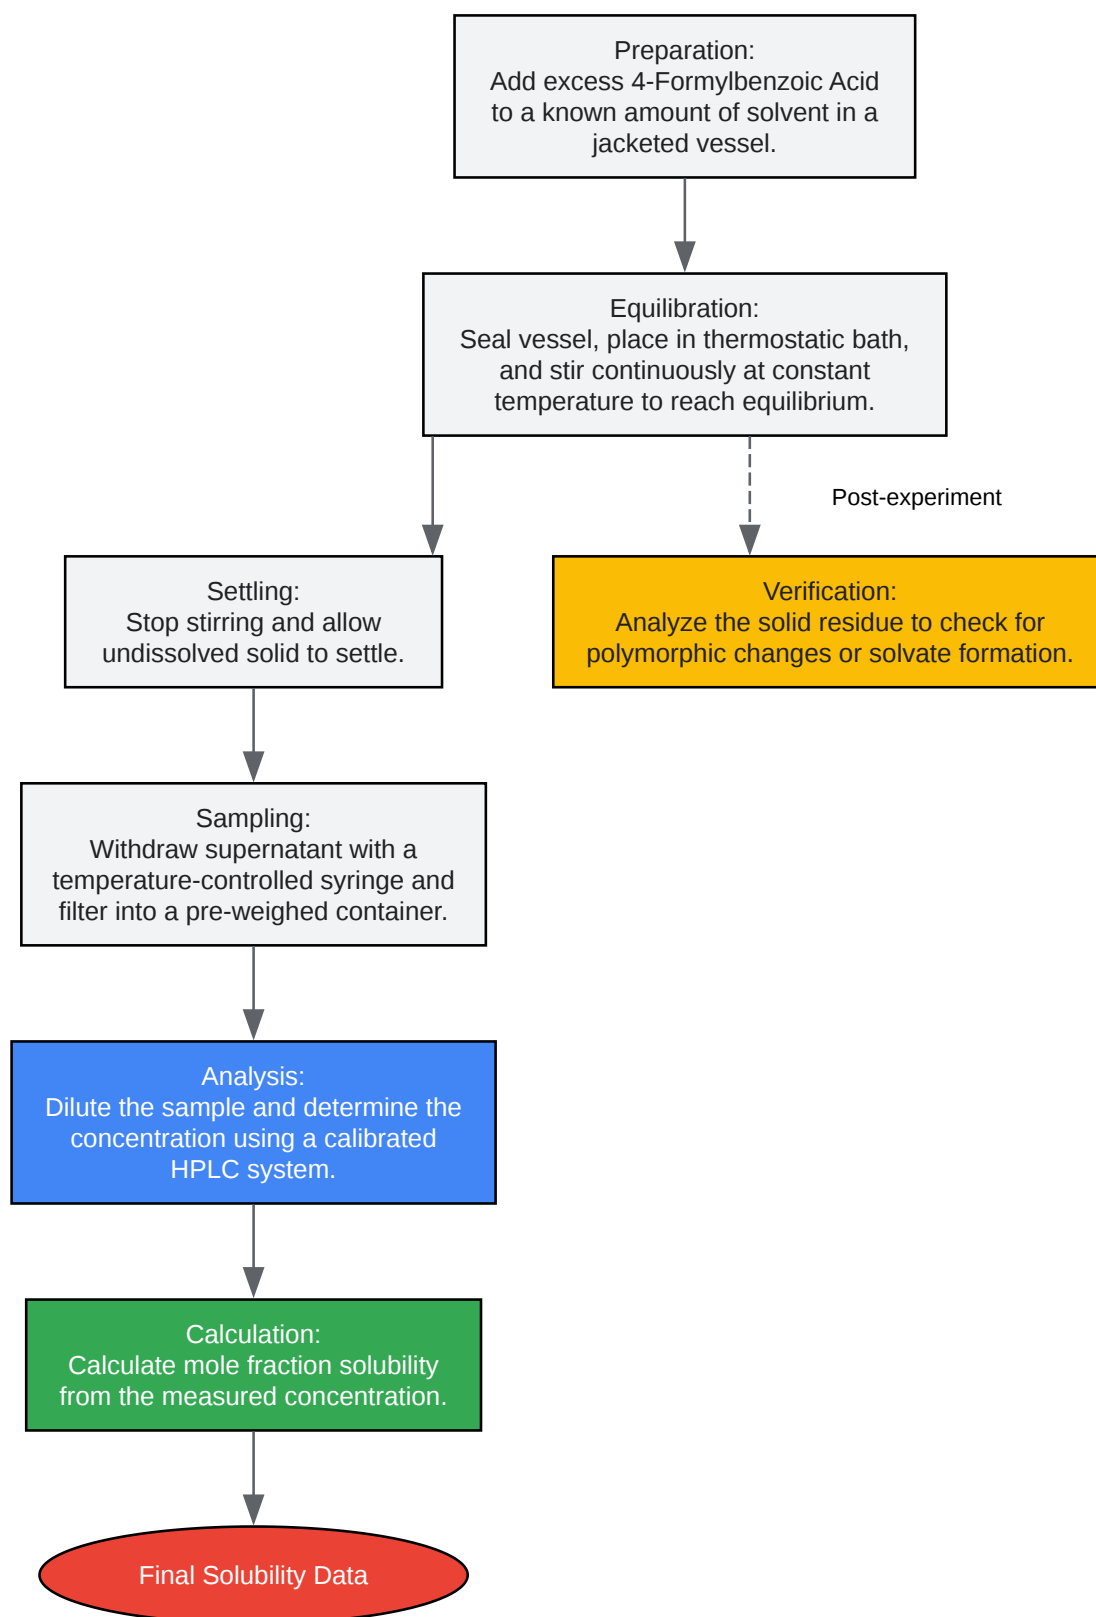 Preparation:
Add excess 4-Formylbenzoic Acid
to a known amount of solvent in a
jacketed vessel.
Equilibration:
Seal vessel, place in thermostatic bath,
and stir continuously at constant
temperature to reach equilibrium.
Post-experiment
Settling:
Stop stirring and allow
undissolved solid to settle.
Verification:
Analyze the solid residue to check for
polymorphic changes or solvate formation.
Sampling:
Withdraw supernatant with a
temperature-controlled syringe and
filter into a pre-weighed container.
Analysis:
Dilute the sample and determine the
concentration using a calibrated
HPLC system.
Calculation:
Calculate mole fraction solubility
from the measured concentration.
Final Solubility Data